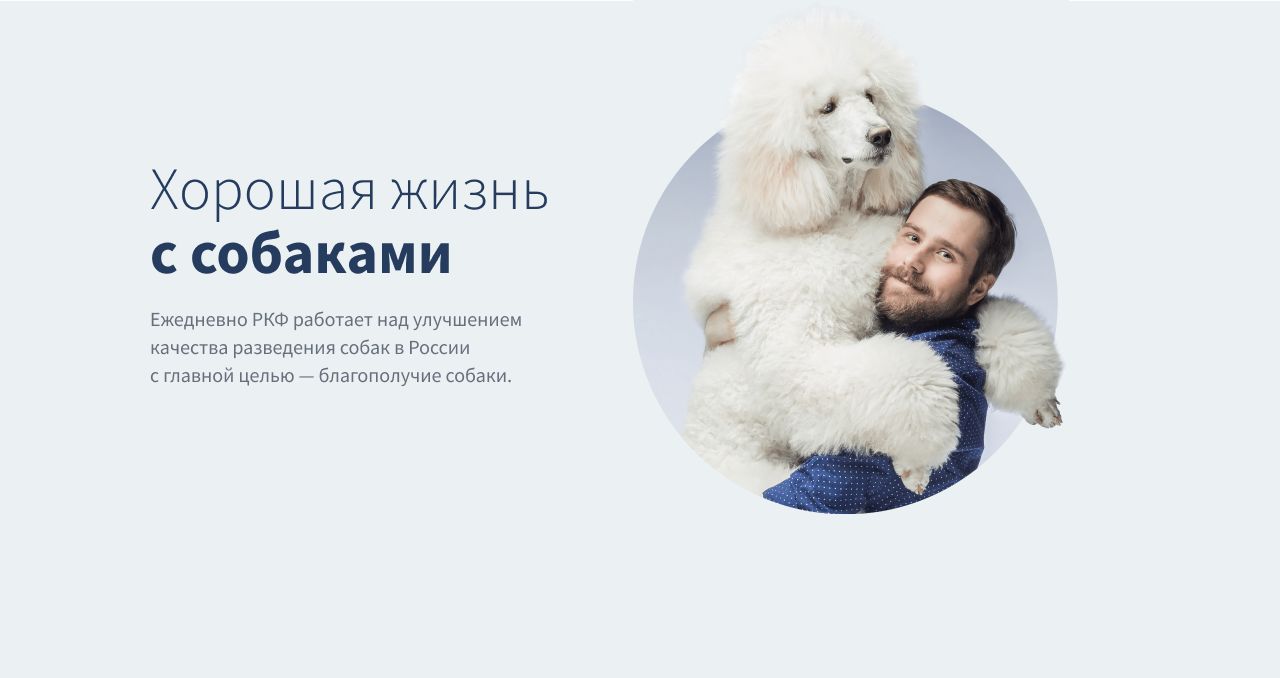 Хорошая жизнь
с собаками
Ежедневно РКФ работает над улучшением
качества разведения собак в России
с главной целью — благополучие собаки.